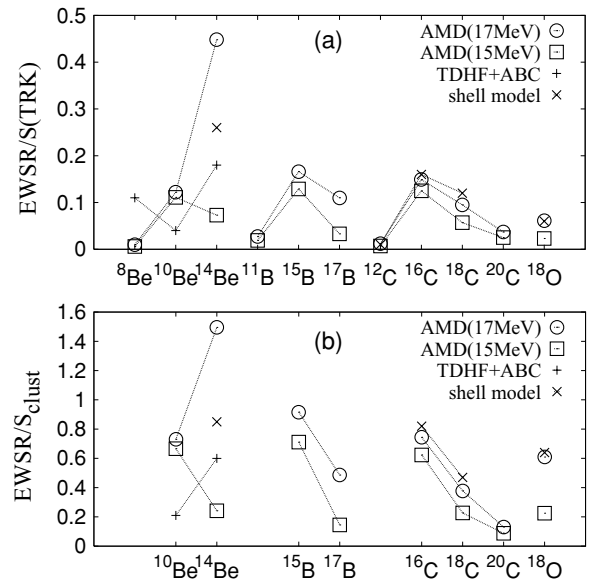 (a)
AMD(17MeV)
AMD(15MeV)
TDHF+ABC
shell model
EWSR/S(TRK)
0.5
0.4
0.3
0.2
0.1
0
⁸Be ¹⁰Be ¹⁴Be ¹¹B ¹⁵B ¹⁷B ¹²C ¹⁶C ¹⁸C ²⁰C ¹⁸O
(b)
AMD(17MeV)
AMD(15MeV)
TDHF+ABC
shell model
EWSR/S_clust
1.6
1.4
1.2
1
0.8
0.6
0.4
0.2
0
¹⁰Be ¹⁴Be ¹⁵B ¹⁷B ¹⁶C ¹⁸C ²⁰C ¹⁸O